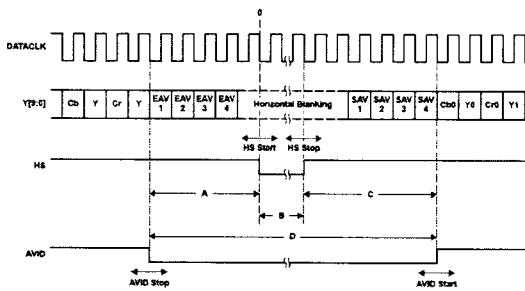 0
DATACLK
Y[9:0] Cb Y Cr Y EAV 1 EAV 2 EAV 3 EAV 4 Horizontal Blanking SAV 1 SAV 2 SAV 3 SAV 4 Cb0 Y0 Cr0 Y1
HS Start HS Stop
HS
A C
B
D
AVID
AVID Stop AVID Start